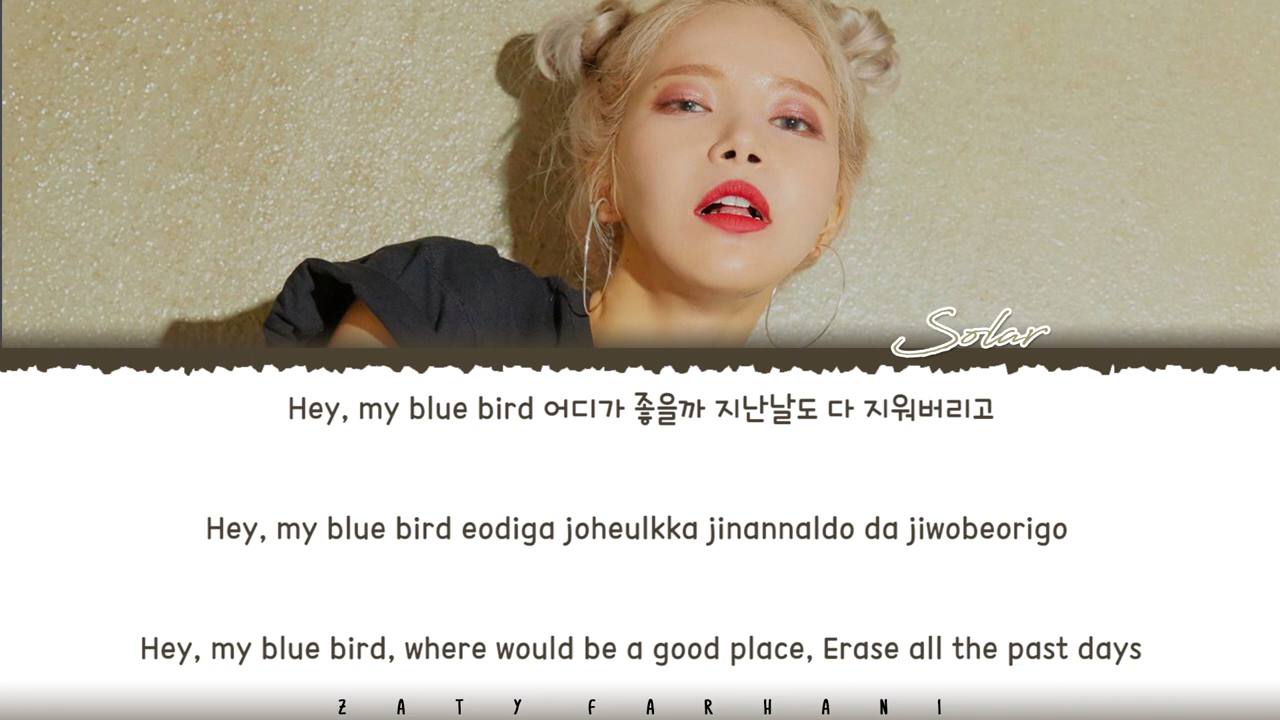 Solar
Hey, my blue bird 어디가 좋을까 지난날도 다 지워버리고
Hey, my blue bird eodiga joheulkka jinannaldo da jiwobeorigo
Hey, my blue bird, where would be a good place, Erase all the past days
ZATY FARHANI